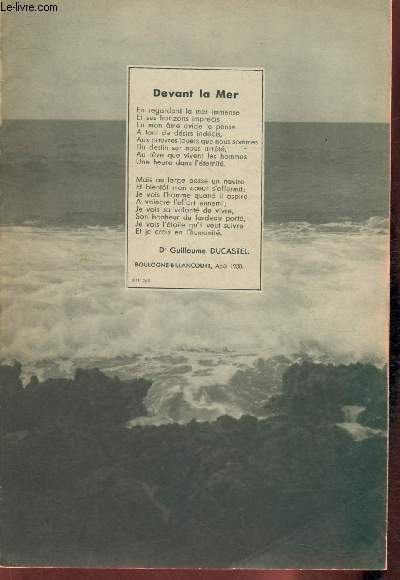 Le-livre.com
Devant la Mer
En regardant la mer immense
Et ses horizons imprécis
En mon âme avide je pense
A tant de désirs indécis,
Aux pauvres jouets que nous sommes
Du destin sur nous arrêté,
Au rêve que vivent les hommes
Une heure dans l'éternité.
Mais au large passe un navire
Et bientôt mon cœur s'affermit;
Je vois l'homme quand il aspire
A vaincre l'effort ennemi,
Je vois sa volonté de vivre,
Son bonheur du fardeau porté,
Je vois l'étoile qu'il veut suivre
Et je crois en l'humanité.
Dr Guillaume DUCASTEL.
BOULOGNE-BILLANCOURT, 1938.